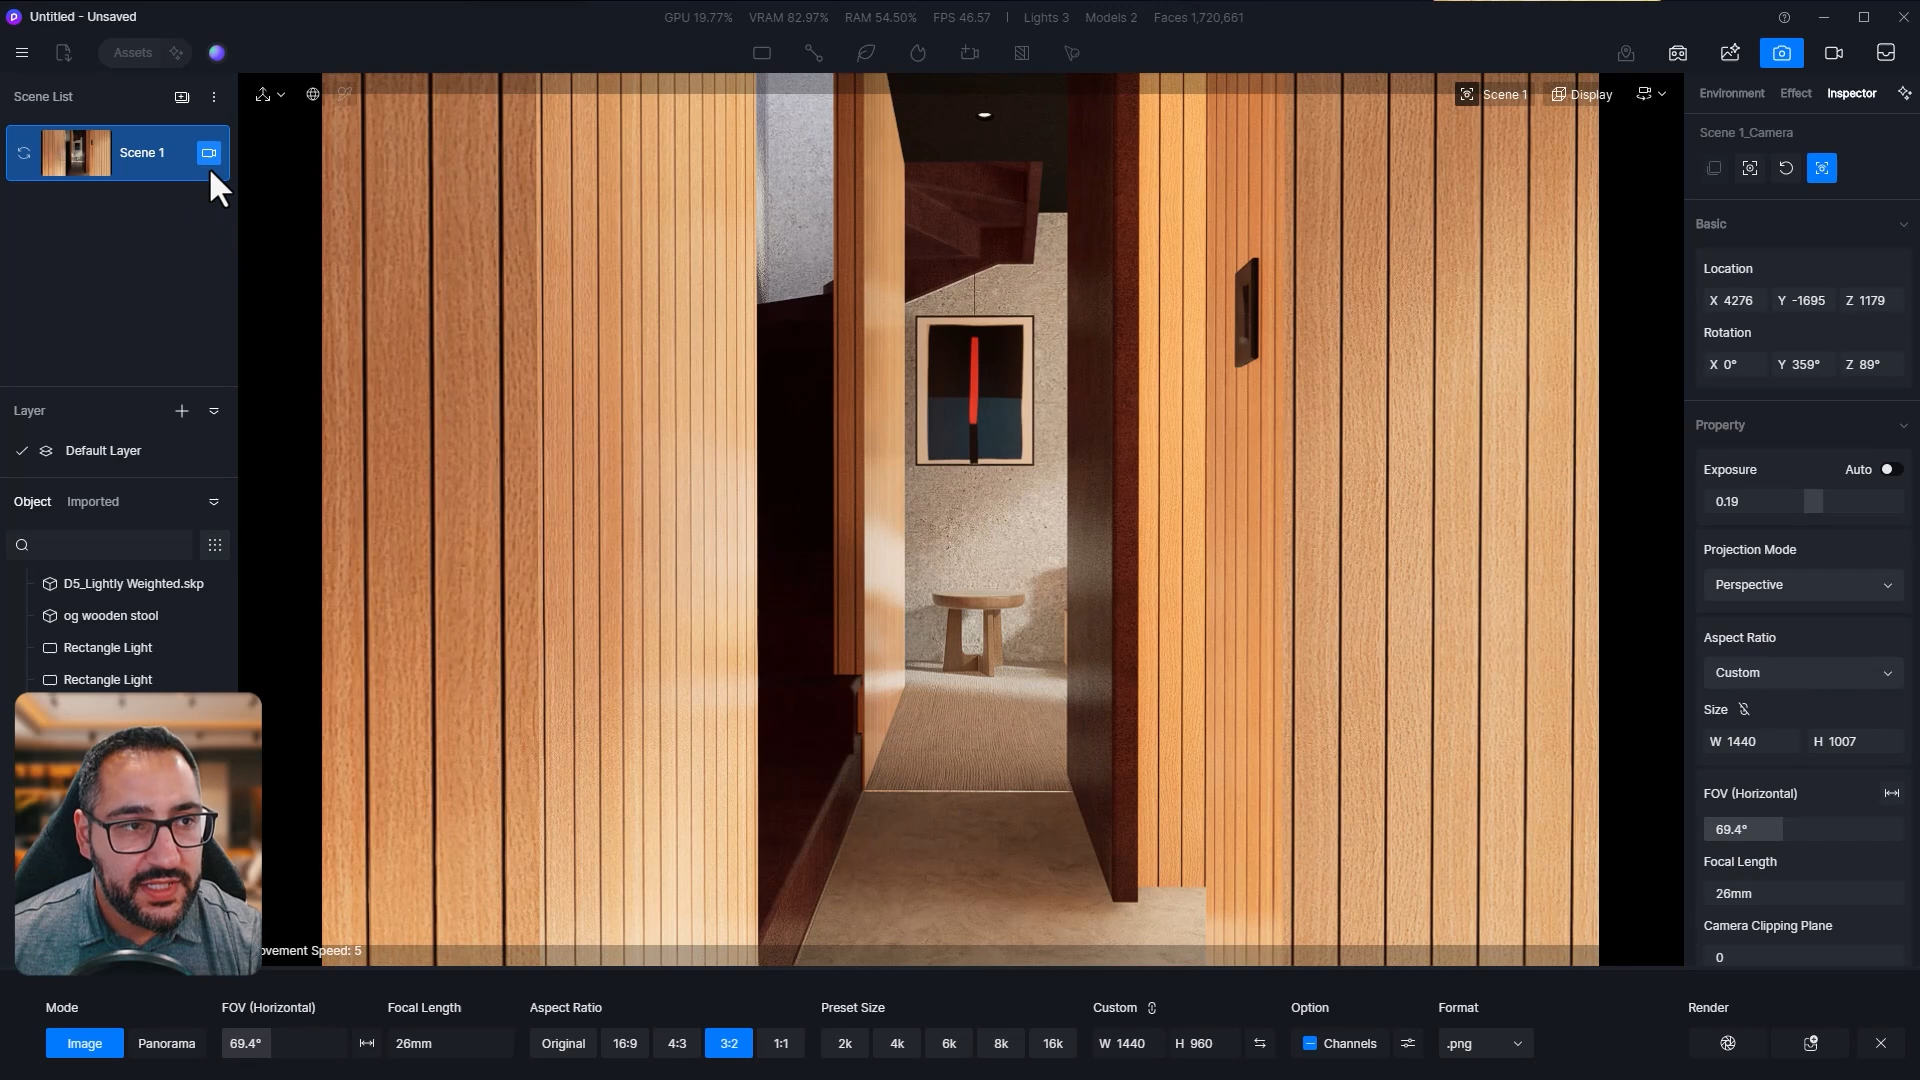 Untitled - Unsaved
GPU 19.77% VRAM 82.97% RAM 54.50% FPS 46.57 | Lights 3 Models 2 Faces 1,720,661
Assets
Scene List
Scene 1
Layer
Default Layer
Object Imported
D5_Lightly Weighted.skp
og wooden stool
Rectangle Light
Rectangle Light
Scene 1 Display
ovement Speed: 5
Environment Effect Inspector
Scene 1_Camera
Basic
Location
X 4276 Y -1695 Z 1179
Rotation
X 0° Y 359° Z 89°
Property
Exposure Auto
0.19
Projection Mode
Perspective
Aspect Ratio
Custom
Size
W 1440 H 1007
FOV (Horizontal)
69.4°
Focal Length
26mm
Camera Clipping Plane
0
Mode FOV (Horizontal) Focal Length Aspect Ratio Preset Size Custom Option Format Render
Image Panorama 69.4° 26mm Original 16:9 4:3 3:2 1:1 2k 4k 6k 8k 16k W 1440 H 960 Channels .png